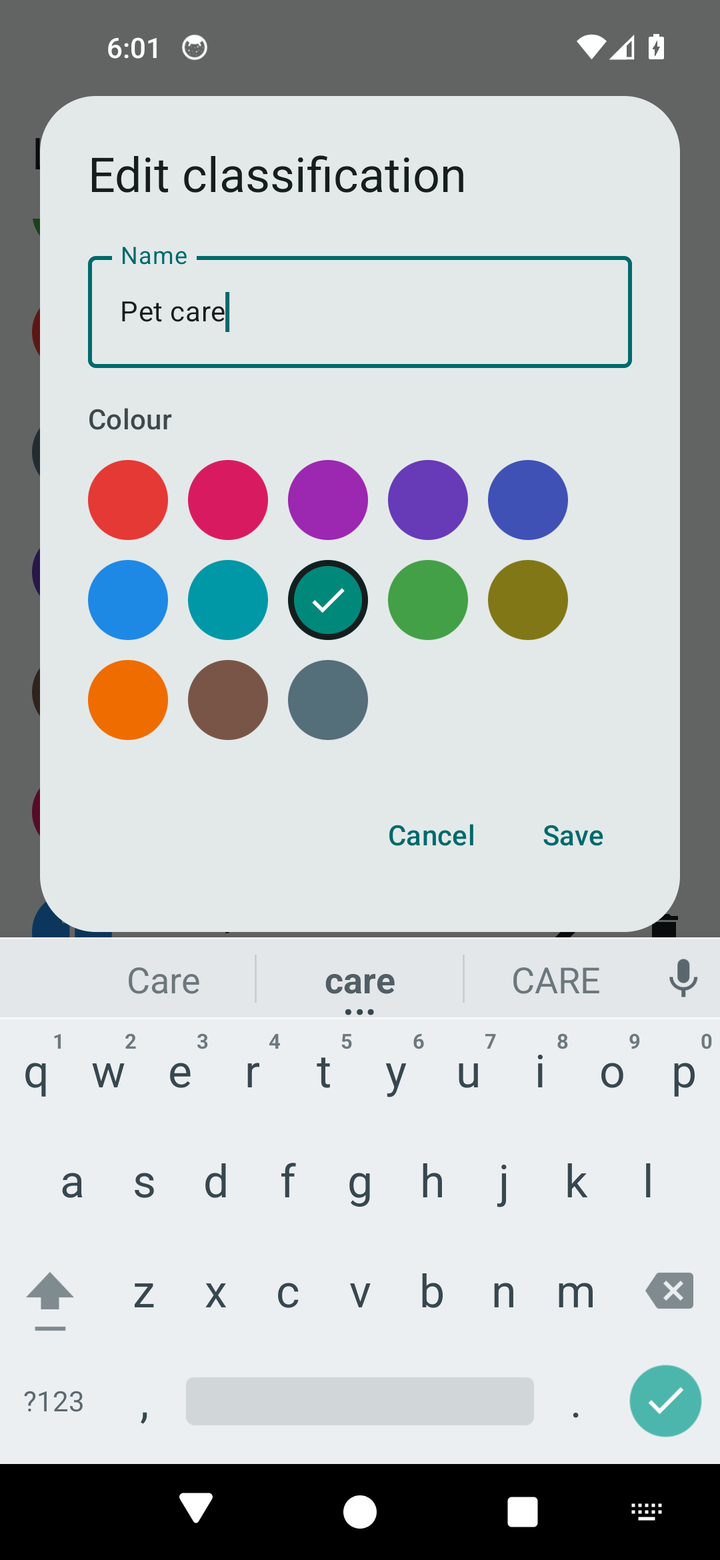 6:01
Edit classification
Name
Pet care
Colour
Cancel Save
Care care CARE
1 2 3 4 5 6 7 8 9 0
q w e r t y u i o p
a s d f g h j k l
z x c v b n m
?123 , .